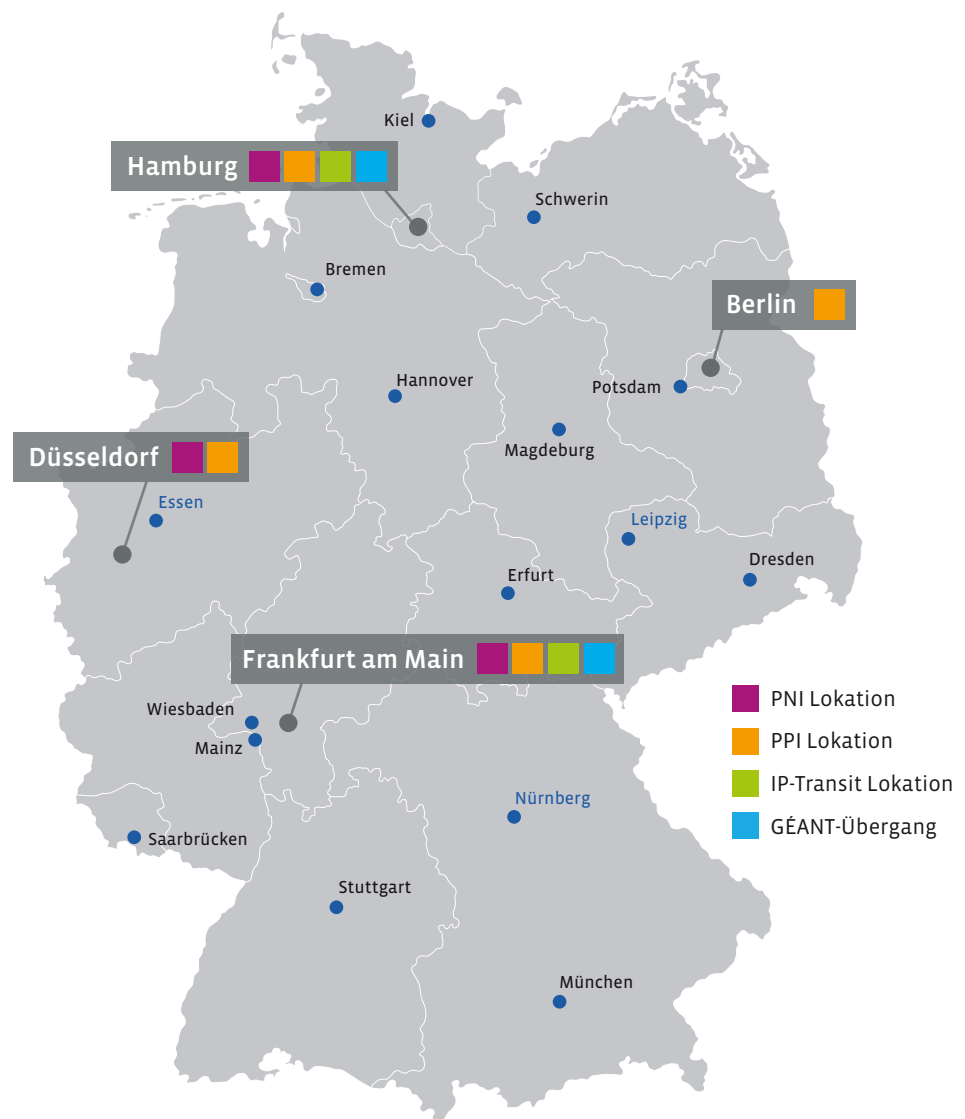 Kiel
Hamburg
Schwerin
Bremen
Berlin
Hannover
Potsdam
Magdeburg
Düsseldorf
Essen
Leipzig
Dresden
Erfurt
Frankfurt am Main
Wiesbaden
Mainz
PNI Lokation
PPI Lokation
IP-Transit Lokation
GÉANT-Übergang
Nürnberg
Saarbrücken
Stuttgart
München